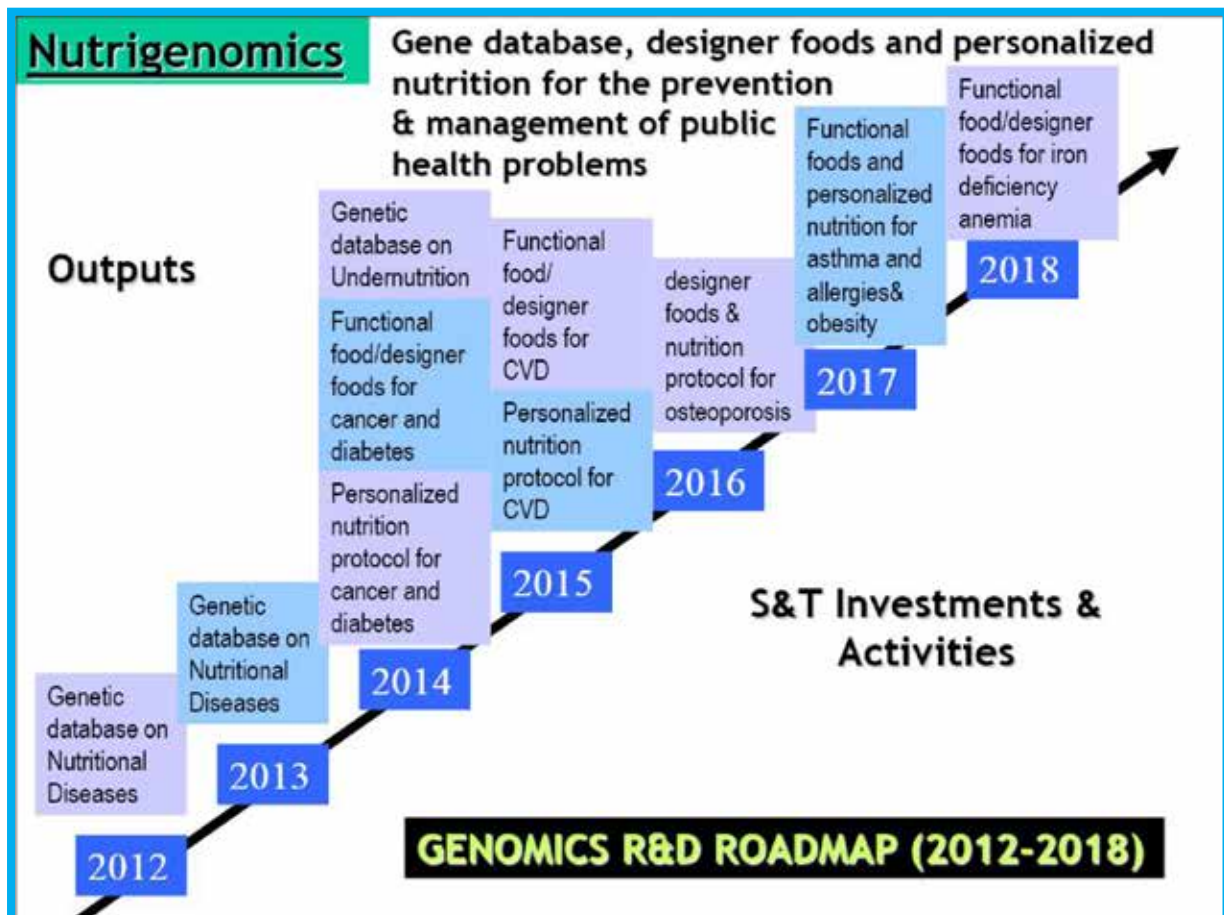 Nutrigenomics
Gene database, designer foods and personalized
nutrition for the prevention
& management of public
health problems
Outputs
Genetic
database on
Nutritional
Diseases
2012
Genetic
database on
Nutritional
Diseases
2013
Genetic
database on
Undernutrition
Functional
food/designer
foods for
cancer and
diabetes
Personalized
nutrition
protocol for
cancer and
diabetes
2014
Functional
food/
designer
foods for
CVD
Personalized
nutrition
protocol for
CVD
2015
designer
foods &
nutrition
protocol for
osteoporosis
2016
Functional
foods and
personalized
nutrition for
asthma and
allergies&
obesity
2017
Functional
food/designer
foods for iron
deficiency
anemia
2018
S&T Investments &
Activities
GENOMICS R&D ROADMAP (2012-2018)